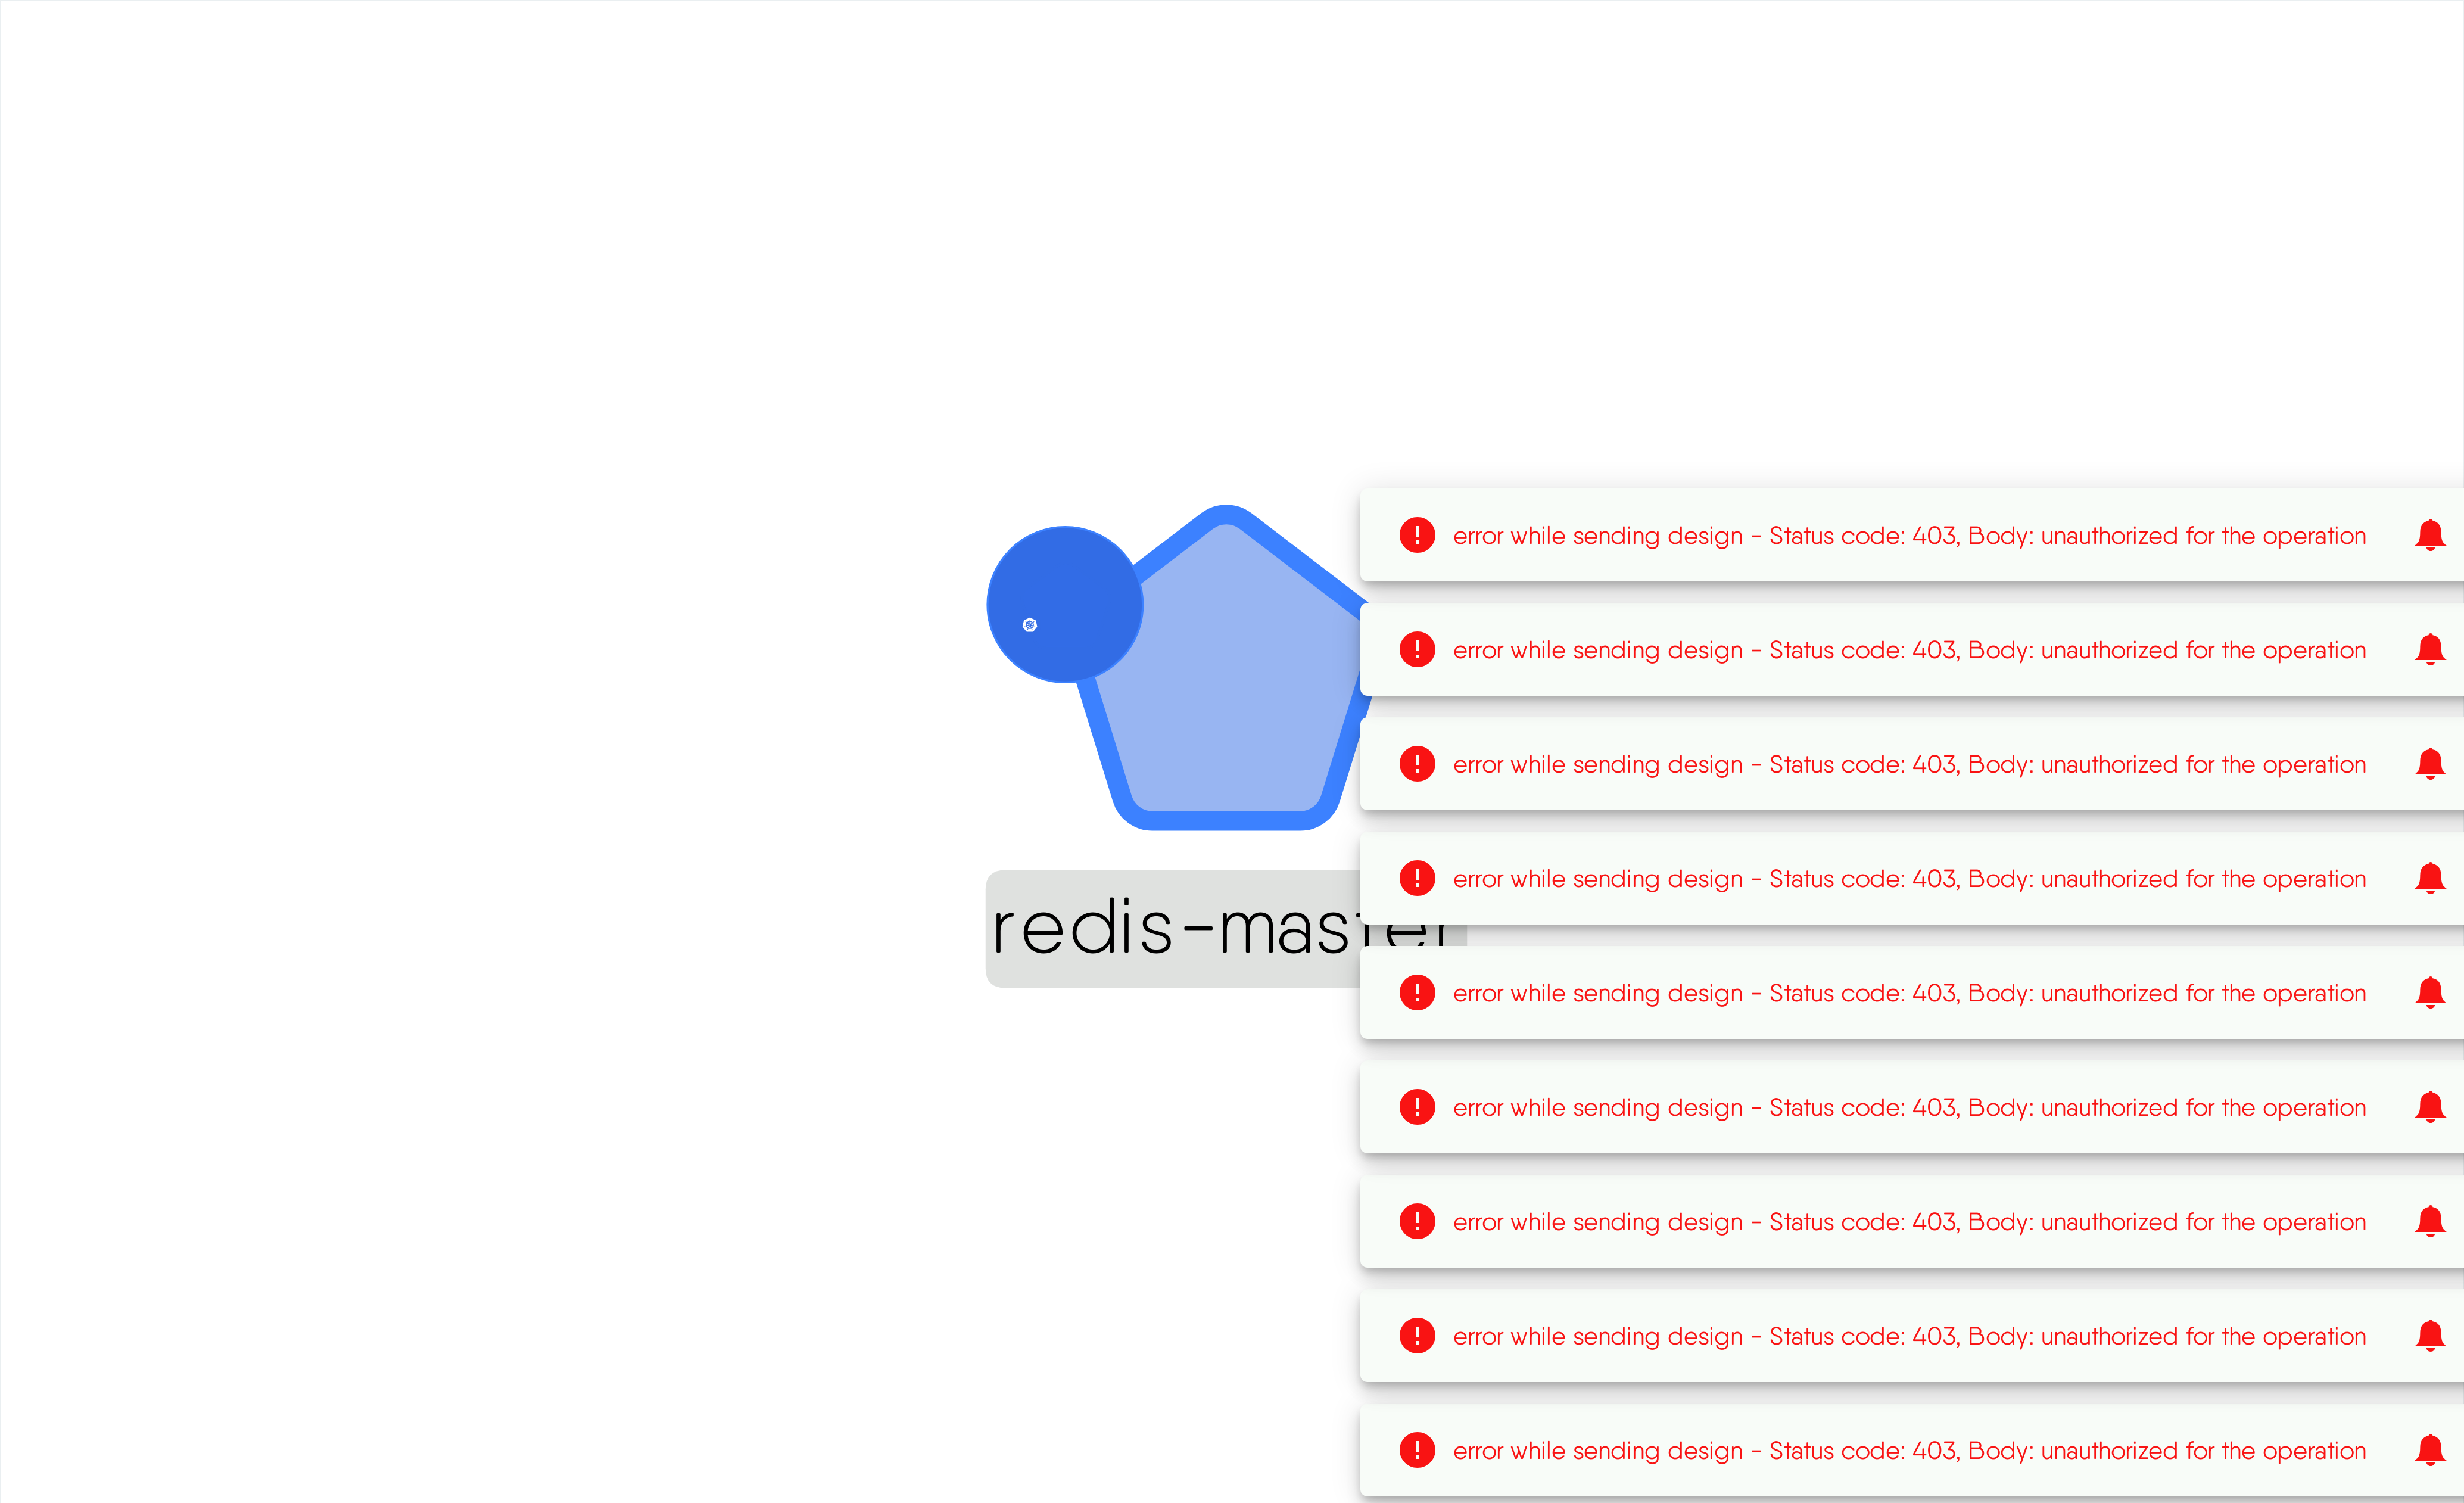 error while sending design - Status code: 403, Body: unauthorized for the operation
error while sending design - Status code: 403, Body: unauthorized for the operation
error while sending design - Status code: 403, Body: unauthorized for the operation
error while sending design - Status code: 403, Body: unauthorized for the operation
redis-master
error while sending design - Status code: 403, Body: unauthorized for the operation
error while sending design - Status code: 403, Body: unauthorized for the operation
error while sending design - Status code: 403, Body: unauthorized for the operation
error while sending design - Status code: 403, Body: unauthorized for the operation
error while sending design - Status code: 403, Body: unauthorized for the operation